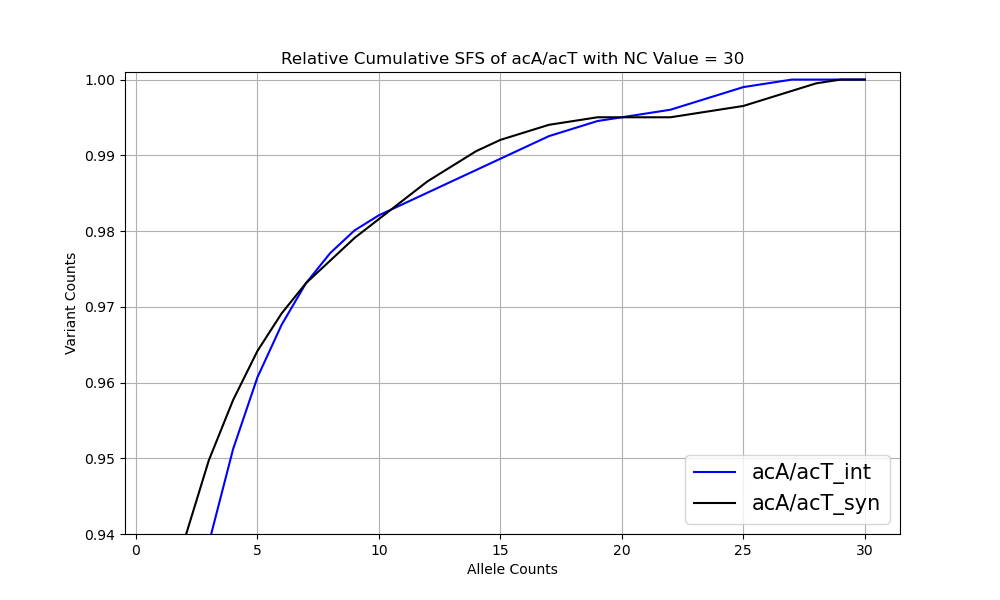 Relative Cumulative SFS of acA/acT with NC Value = 30
Variant Counts
1.00
0.99
0.98
0.97
0.96
0.95
0.94
0
5
10
15
20
25
30
Allele Counts
acA/acT_int
acA/acT_syn